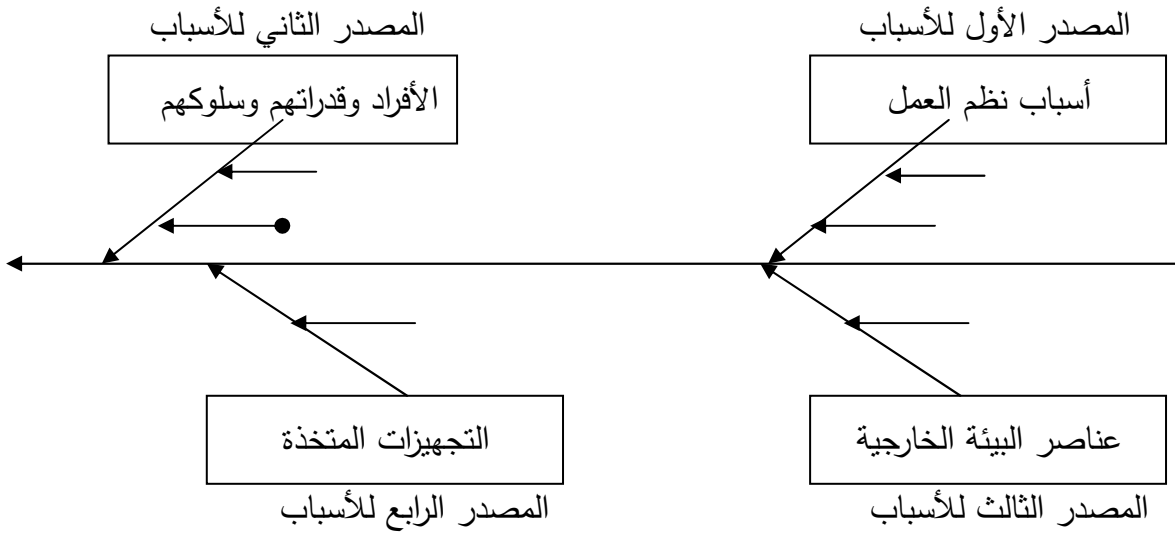 المصدر الأول للأسباب
أسباب نظم العمل
المصدر الثاني للأسباب
الأفراد وقدراتهم وسلوكهم
عناصر البيئة الخارجية
المصدر الثالث للأسباب
التجهيزات المتخذة
المصدر الرابع للأسباب